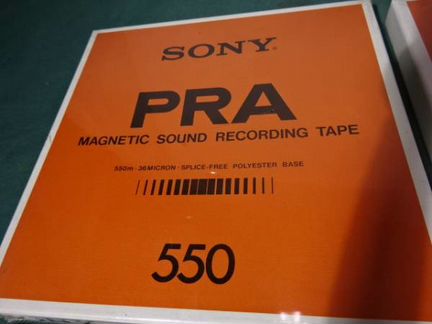 SONY®
PRA
MAGNETIC SOUND RECORDING TAPE
550m · 36MICRON · SPLICE-FREE POLYESTER BASE
550